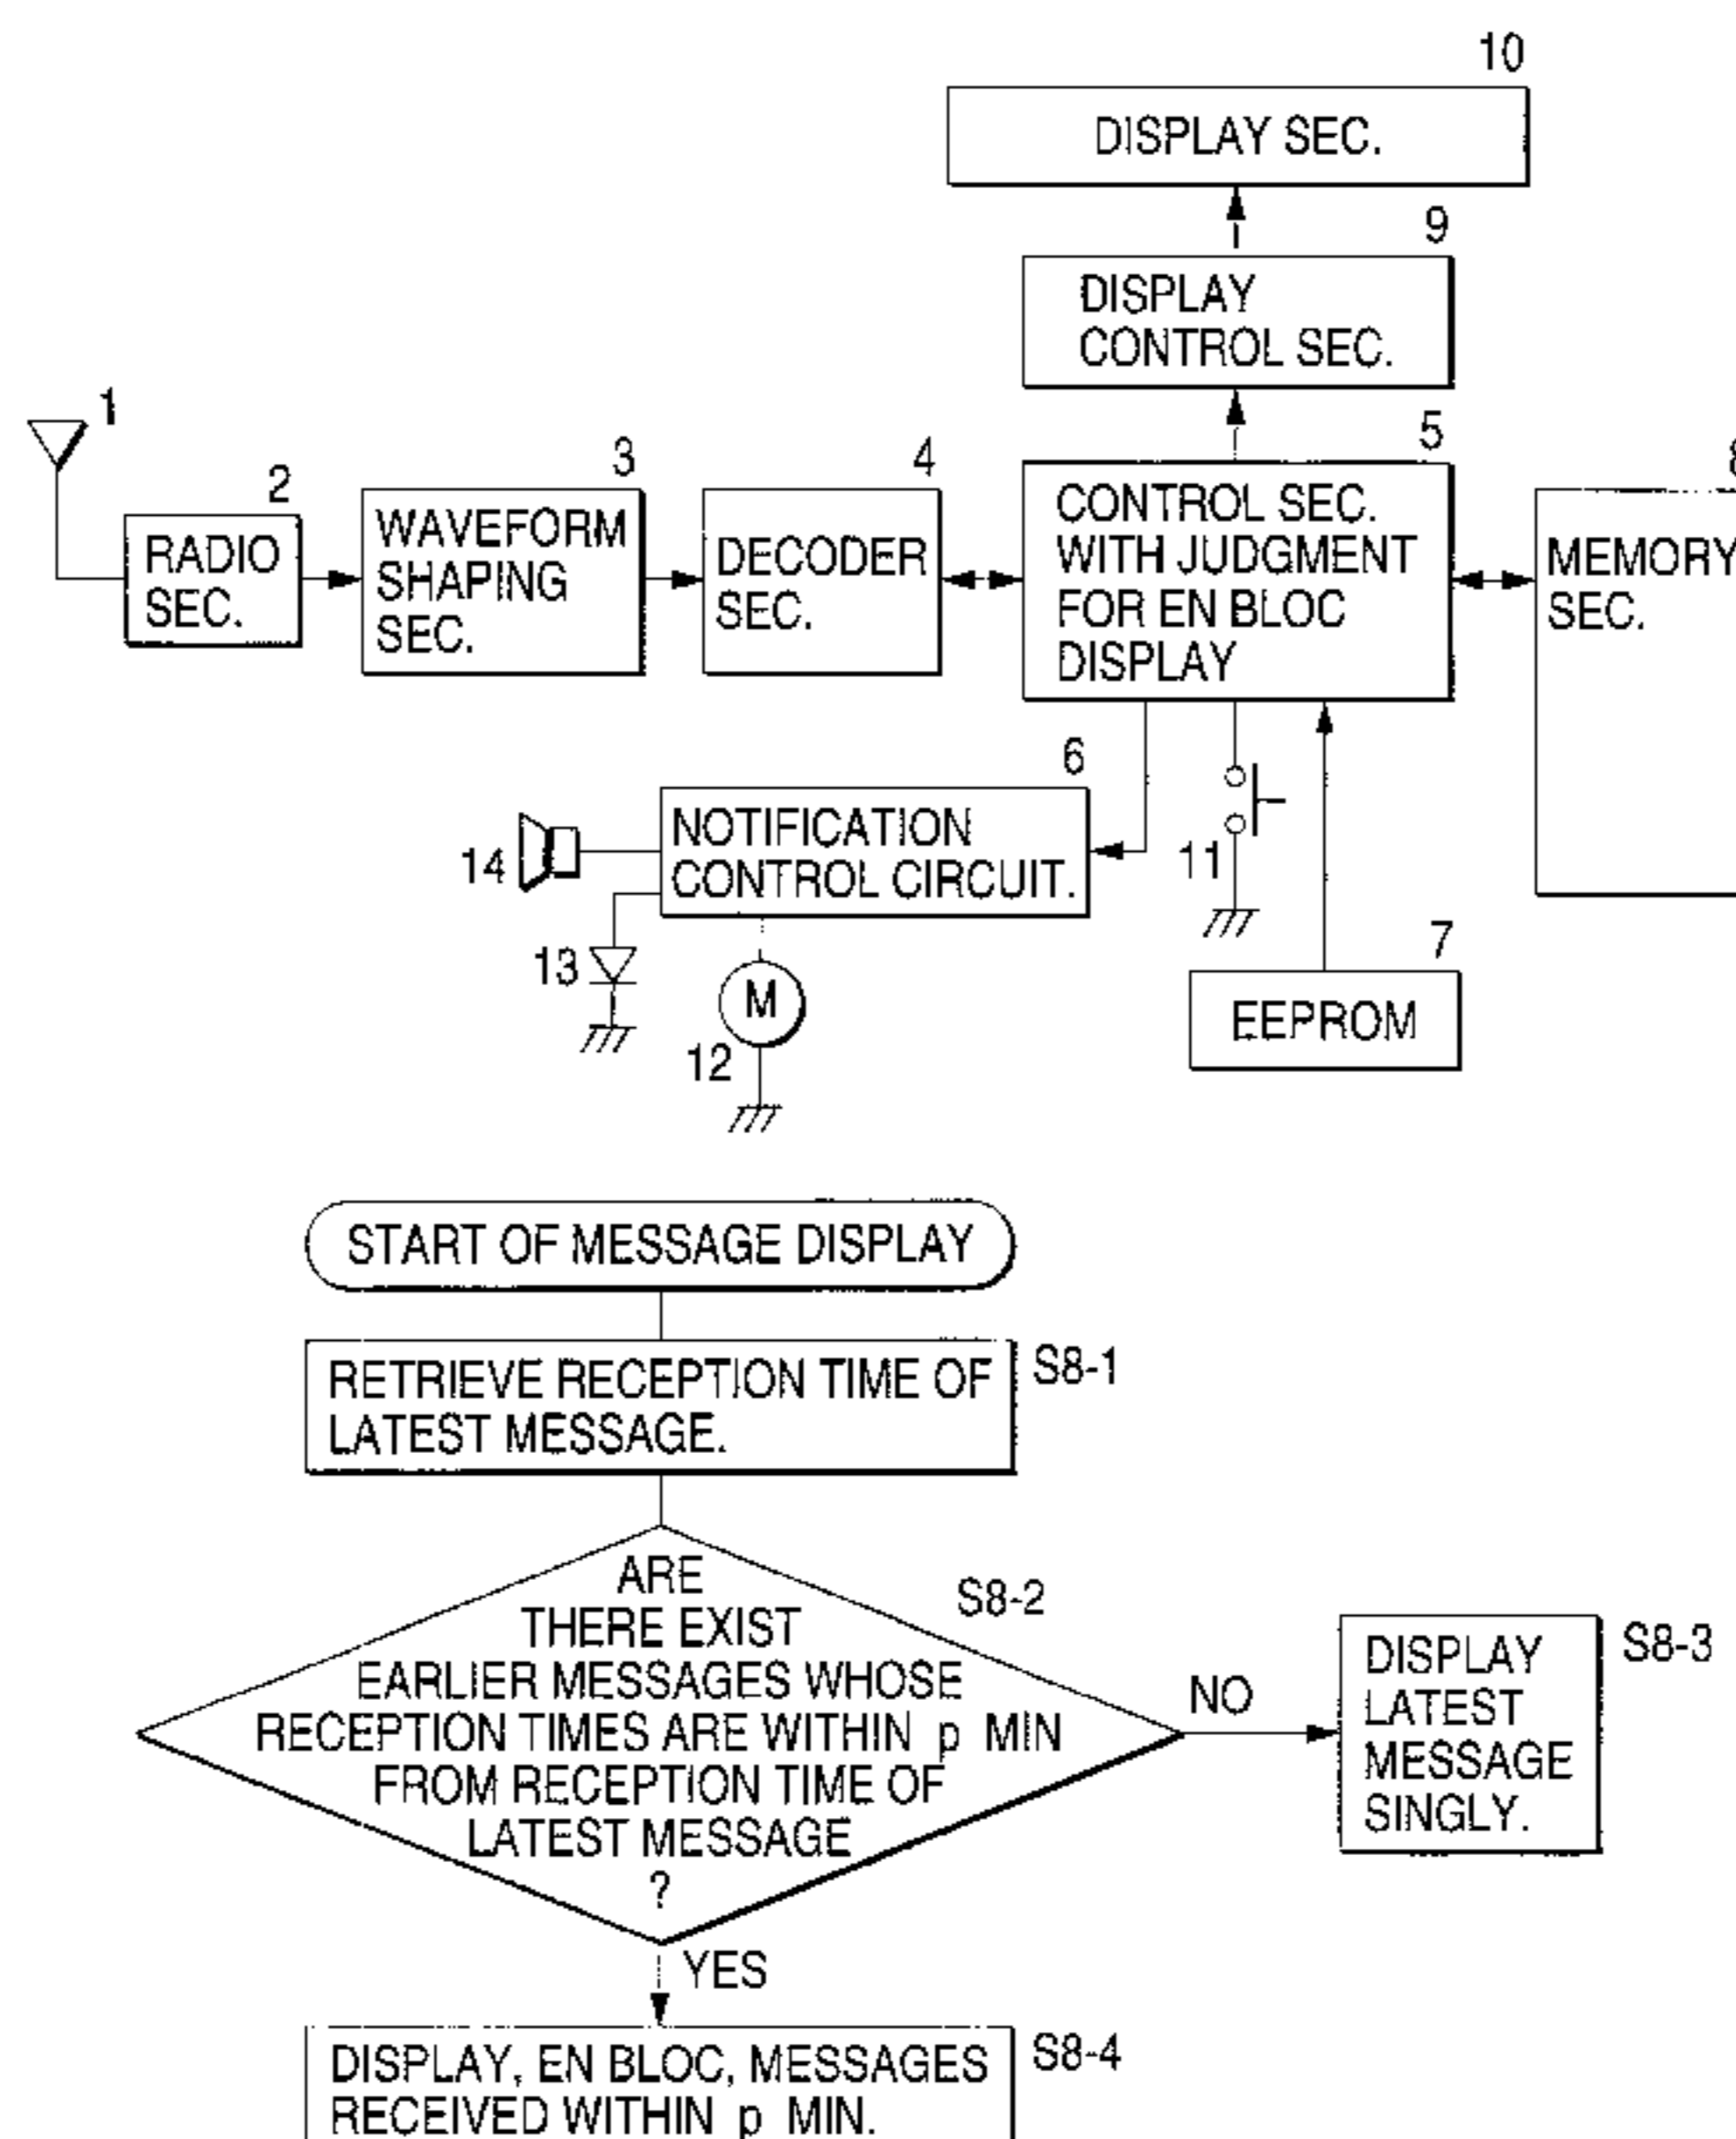 10
DISPLAY SEC.
9
DISPLAY
CONTROL SEC.
1
2
RADIO
SEC.
3
WAVEFORM
SHAPING
SEC.
4
DECODER
SEC.
5
CONTROL SEC.
WITH JUDGMENT
FOR EN BLOC
DISPLAY
MEMORY
SEC.
6
NOTIFICATION
CONTROL CIRCUIT.
14
13
M
12
11
7
EEPROM
START OF MESSAGE DISPLAY
RETRIEVE RECEPTION TIME OF
LATEST MESSAGE.
S8-1
ARE
THERE EXIST
EARLIER MESSAGES WHOSE
RECEPTION TIMES ARE WITHIN p MIN
FROM RECEPTION TIME OF
LATEST MESSAGE
?
S8-2
NO
DISPLAY
LATEST
MESSAGE
SINGLY.
S8-3
YES
DISPLAY, EN BLOC, MESSAGES
RECEIVED WITHIN p MIN.
S8-4